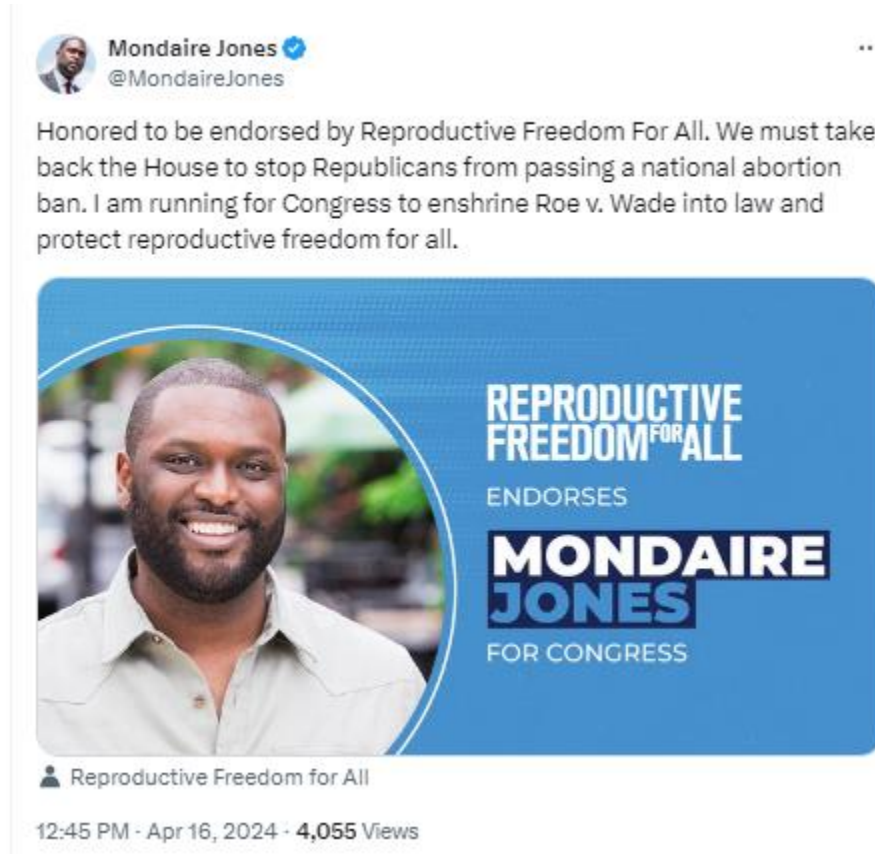 Mondaire Jones
@MondaireJones
Honored to be endorsed by Reproductive Freedom For All. We must take
back the House to stop Republicans from passing a national abortion
ban. I am running for Congress to enshrine Roe v. Wade into law and
protect reproductive freedom for all.
REPRODUCTIVE
FREEDOM FOR ALL
ENDORSES
MONDAIRE
JONES
FOR CONGRESS
Reproductive Freedom for All
12:45 PM · Apr 16, 2024 · 4,055 Views